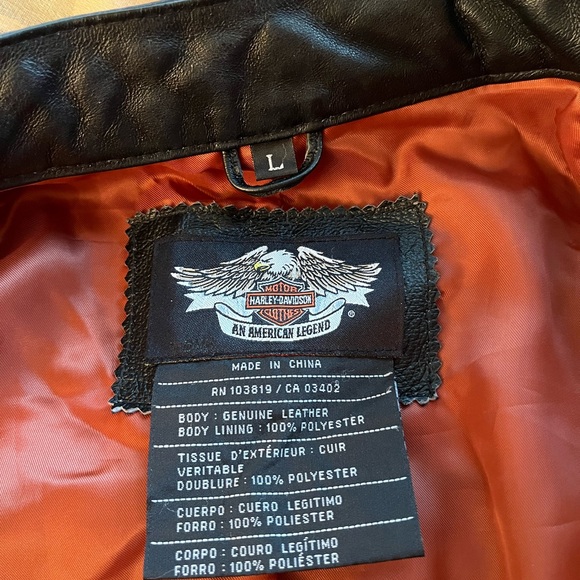 L
MOTOR
HARLEY-DAVIDSON
CLOTHES
AN AMERICAN LEGEND
®
MADE IN CHINA
RN 103819 / CA 03402
BODY : GENUINE LEATHER
BODY LINING : 100% POLYESTER
TISSUE D'EXTÉRIEUR : CUIR
VERITABLE
DOUBLURE : 100% POLYESTER
CUERPO : CUERO LEGITIMO
FORRO : 100% POLIESTER
CORPO : COURO LEGÍTIMO
FORRO : 100% POLIÉSTER